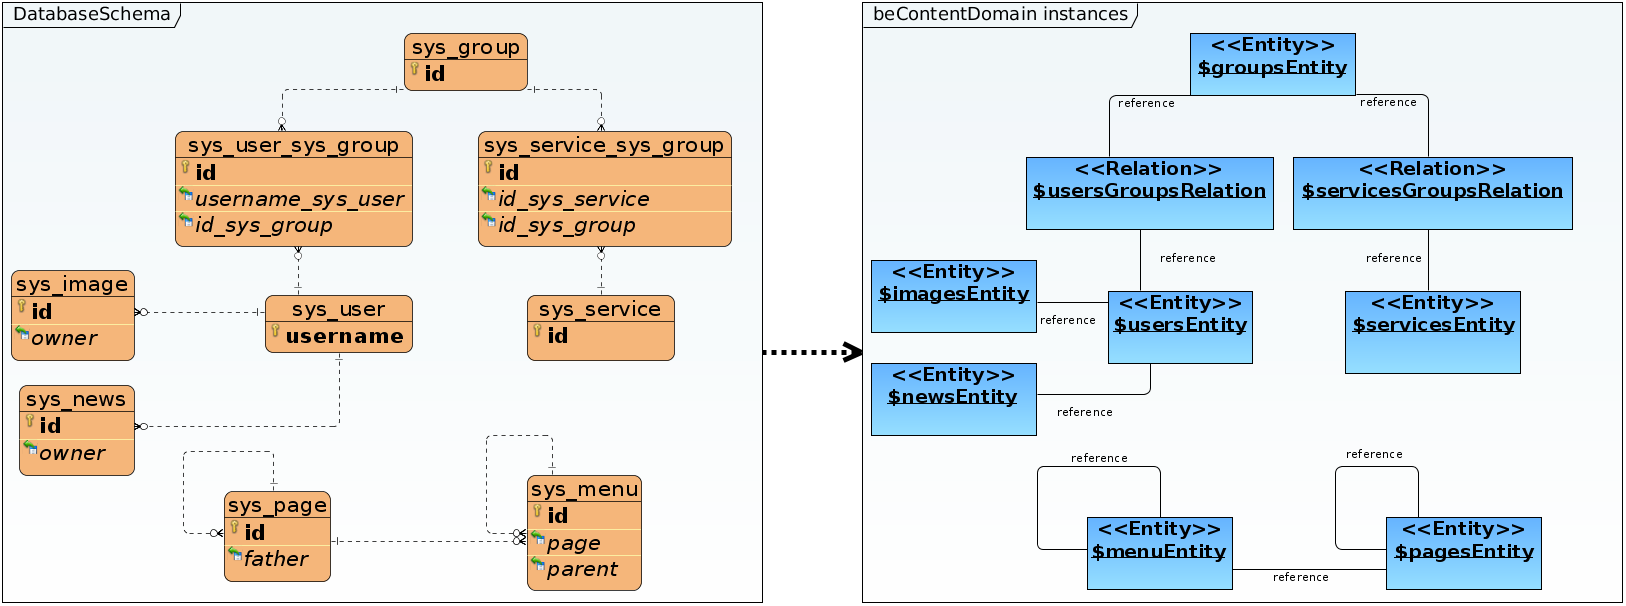 DatabaseSchema
sys_group
id
sys_user_sys_group
id
username_sys_user
id_sys_group
sys_service_sys_group
id
id_sys_service
id_sys_group
sys_image
id
owner
sys_user
username
sys_service
id
sys_news
id
owner
sys_page
id
father
sys_menu
id
page
parent
beContentDomain instances
<<Entity>>
$groupsEntity
reference
reference
<<Relation>>
$usersGroupsRelation
<<Relation>>
$servicesGroupsRelation
reference
reference
<<Entity>>
$imagesEntity
reference
<<Entity>>
$usersEntity
<<Entity>>
$servicesEntity
<<Entity>>
$newsEntity
reference
reference
reference
<<Entity>>
$menuEntity
<<Entity>>
$pagesEntity
reference